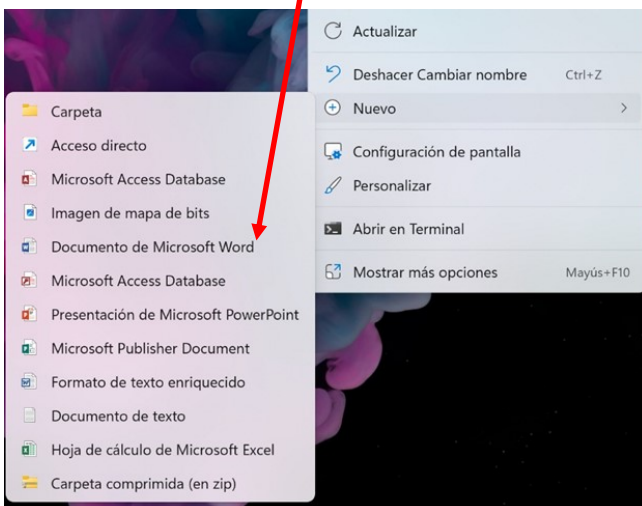 Actualizar
Deshacer Cambiar nombre Ctrl+Z
Nuevo
Configuración de pantalla
Personalizar
Abrir en Terminal
Mostrar más opciones Mayús+F10
Carpeta
Acceso directo
Microsoft Access Database
Imagen de mapa de bits
Documento de Microsoft Word
Microsoft Access Database
Presentación de Microsoft PowerPoint
Microsoft Publisher Document
Formato de texto enriquecido
Documento de texto
Hoja de cálculo de Microsoft Excel
Carpeta comprimida (en zip)